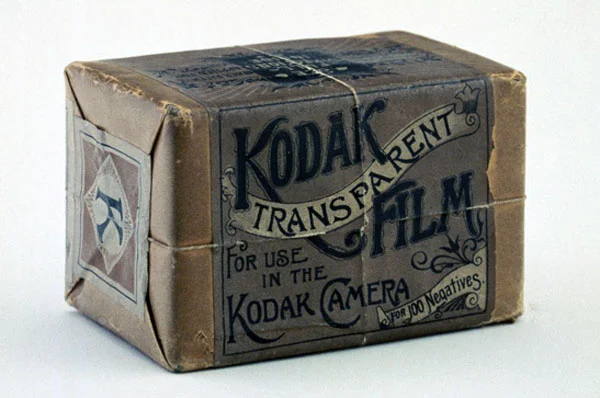 KODAK
TRANSPARENT
FILM
FOR USE
IN THE
KODAK CAMERA
FOR 100 Negatives.
K